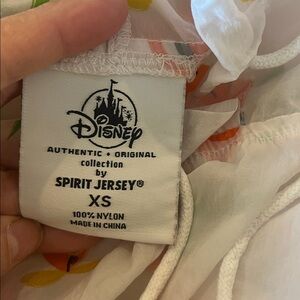 Disney
AUTHENTIC • ORIGINAL
collection
by
SPIRIT JERSEY®
XS
100% NYLON
MADE IN CHINA